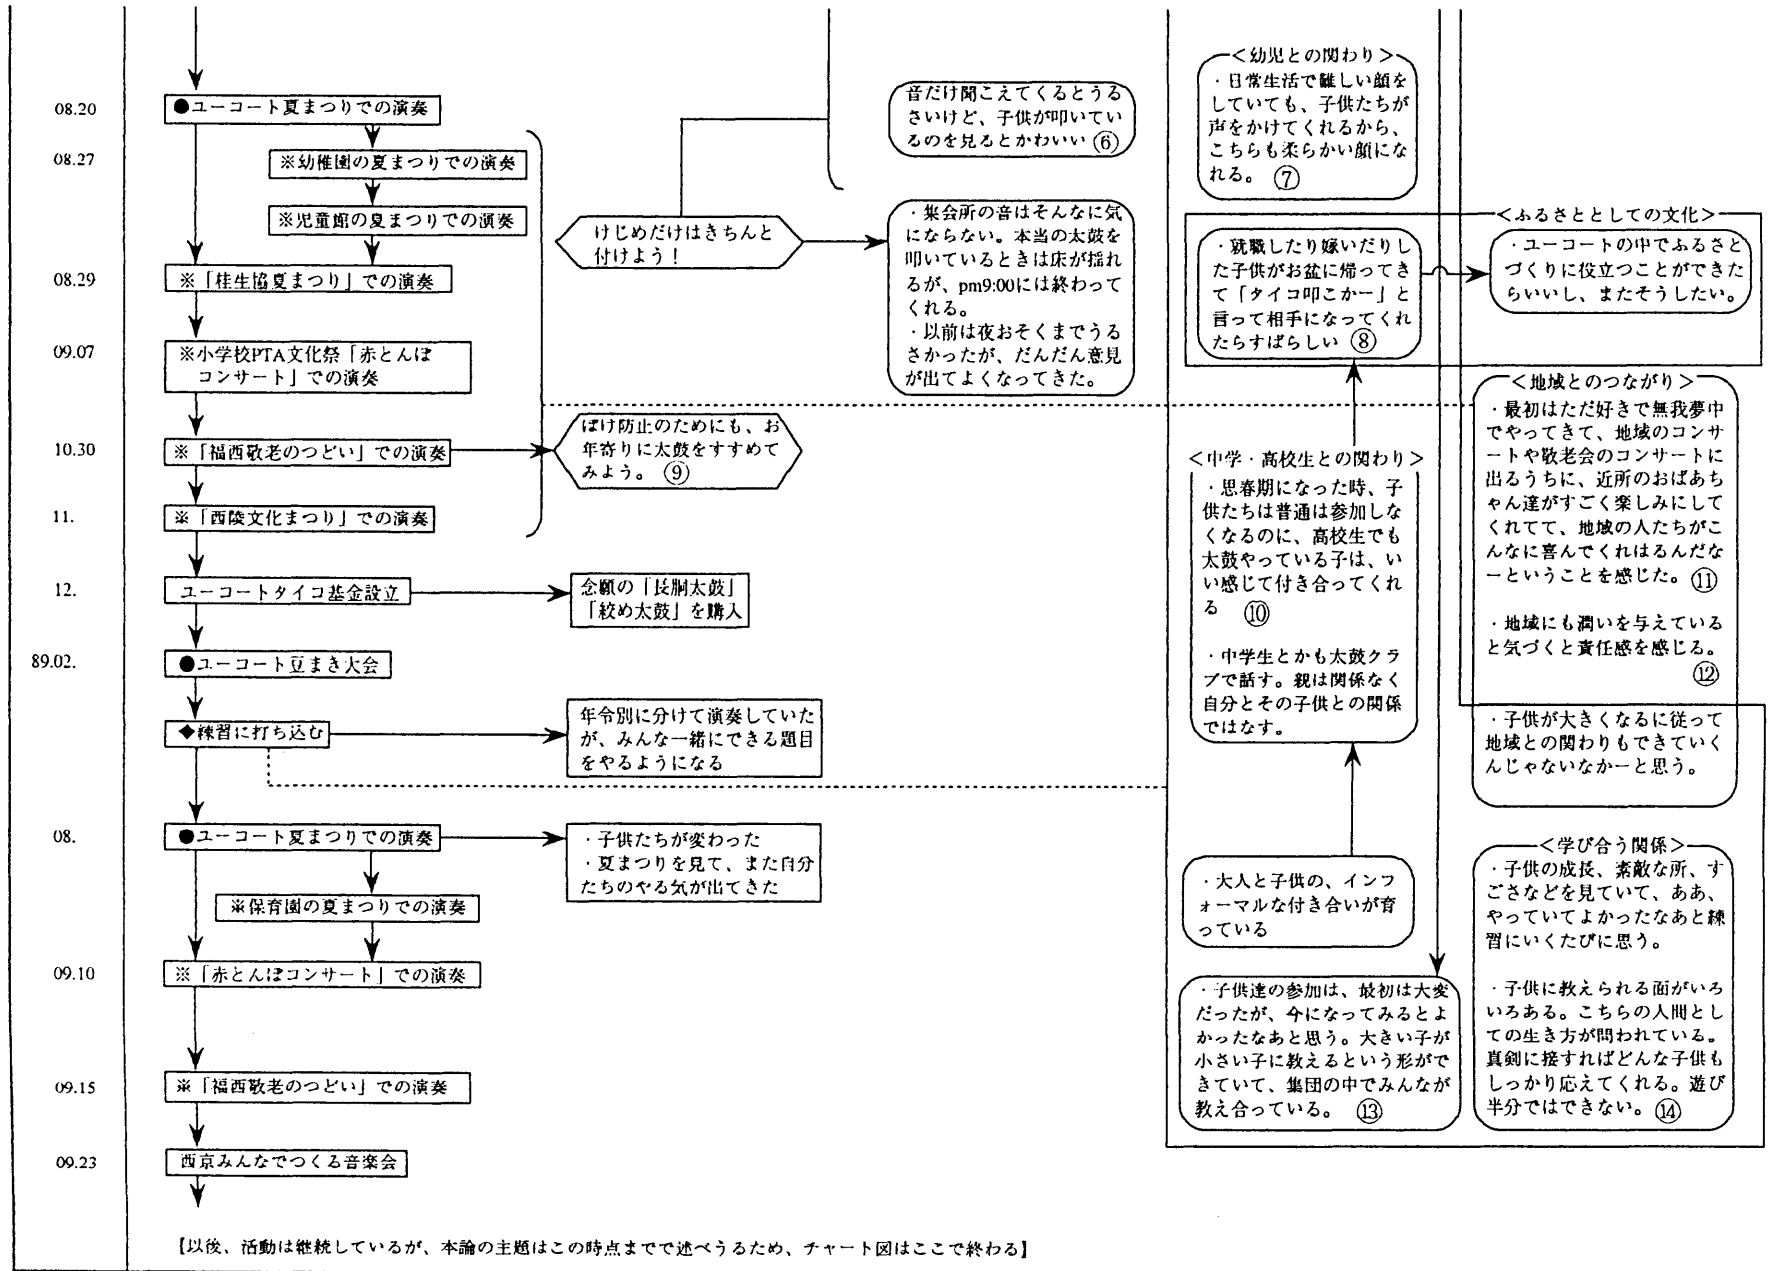 08.20
●ユーコート夏まつりでの演奏
08.27
※幼稚園の夏まつりでの演奏
※児童館の夏まつりでの演奏
08.29
※「桂生協夏まつり」での演奏
09.07
※小学校PTA文化祭「赤とんぼ
コンサート」での演奏
10.30
※「福西敬老のつどい」での演奏
11.
※「西陵文化まつり」での演奏
12.
ユーコートタイコ基金設立
念願の「長胴太鼓」
「絞め太鼓」を購入
89.02.
●ユーコート豆まき大会
◆練習に打ち込む
年令別に分けて演奏していた
が、みんな一緒にできる題目
をやるようになる
08.
●ユーコート夏まつりでの演奏
・子供たちが変わった
・夏まつりを見て、また自分
たちのやる気が出てきた
※保育園の夏まつりでの演奏
09.10
※「赤とんぼコンサート」での演奏
09.15
※「福西敬老のつどい」での演奏
09.23
西京みんなでつくる音楽会
けじめだけはきちんと
付けよう！
ぼけ防止のためにも、お
年寄りに太鼓をすすめて
みよう。 ⑨
音だけ聞こえてくるとうる
さいけど、子供が叩いてい
るのを見るとかわいい ⑥
・集会所の音はそんなに気
にならない。本当の太鼓を
叩いているときは床が揺れ
るが、pm9:00には終わって
くれる。
・以前は夜おそくまでうる
さかったが、だんだん意見
が出てよくなってきた。
＜幼児との関わり＞
・日常生活で難しい顔を
していても、子供たちが
声をかけてくれるから、
こちらも柔らかい顔にな
れる。 ⑦
・就職したり嫁いだりし
た子供がお盆に帰ってき
て「タイコ叩こかー」と
言って相手になってくれ
たらすばらしい ⑧
＜ふるさととしての文化＞
・ユーコートの中でふるさと
づくりに役立つことができた
らいいし、またそうしたい。
＜中学・高校生との関わり＞
・思春期になった時、子
供たちは普通は参加しな
くなるのに、高校生でも
太鼓やっている子は、い
い感じて付き合ってくれ
る ⑩
・中学生とかも太鼓クラ
ブで話す。親は関係なく
自分とその子供との関係
ではなす。
・大人と子供の、インフ
ォーマルな付き合いが育
っている
・子供達の参加は、最初は大変
だったが、今になってみるとよ
かったなあと思う。大きい子が
小さい子に教えるという形がで
きていて、集団の中でみんなが
教え合っている。 ⑬
＜地域とのつながり＞
・最初はただ好きで無我夢中
でやってきて、地域のコンサ
ートや敬老会のコンサートに
出るうちに、近所のおばあち
ゃん達がすごく楽しみにして
くれてて、地域の人たちがこ
んなに喜んでくれはるんだな
ーということを感じた。⑪
・地域にも潤いを与えている
と気づくと責任感を感じる。
⑫
・子供が大きくなるに従って
地域との関わりもできていく
んじゃないなかーと思う。
＜学び合う関係＞
・子供の成長、素敵な所、す
ごさなどを見ていて、ああ、
やっていてよかったなあと練
習にいくたびに思う。
・子供に教えられる面がいろ
いろある。こちらの人間とし
ての生き方が問われている。
真剣に接すればどんな子供も
しっかり応えてくれる。遊び
半分ではできない。⑭
【以後、活動は継続しているが、本論の主題はこの時点までで述べうるため、チャート図はここで終わる】